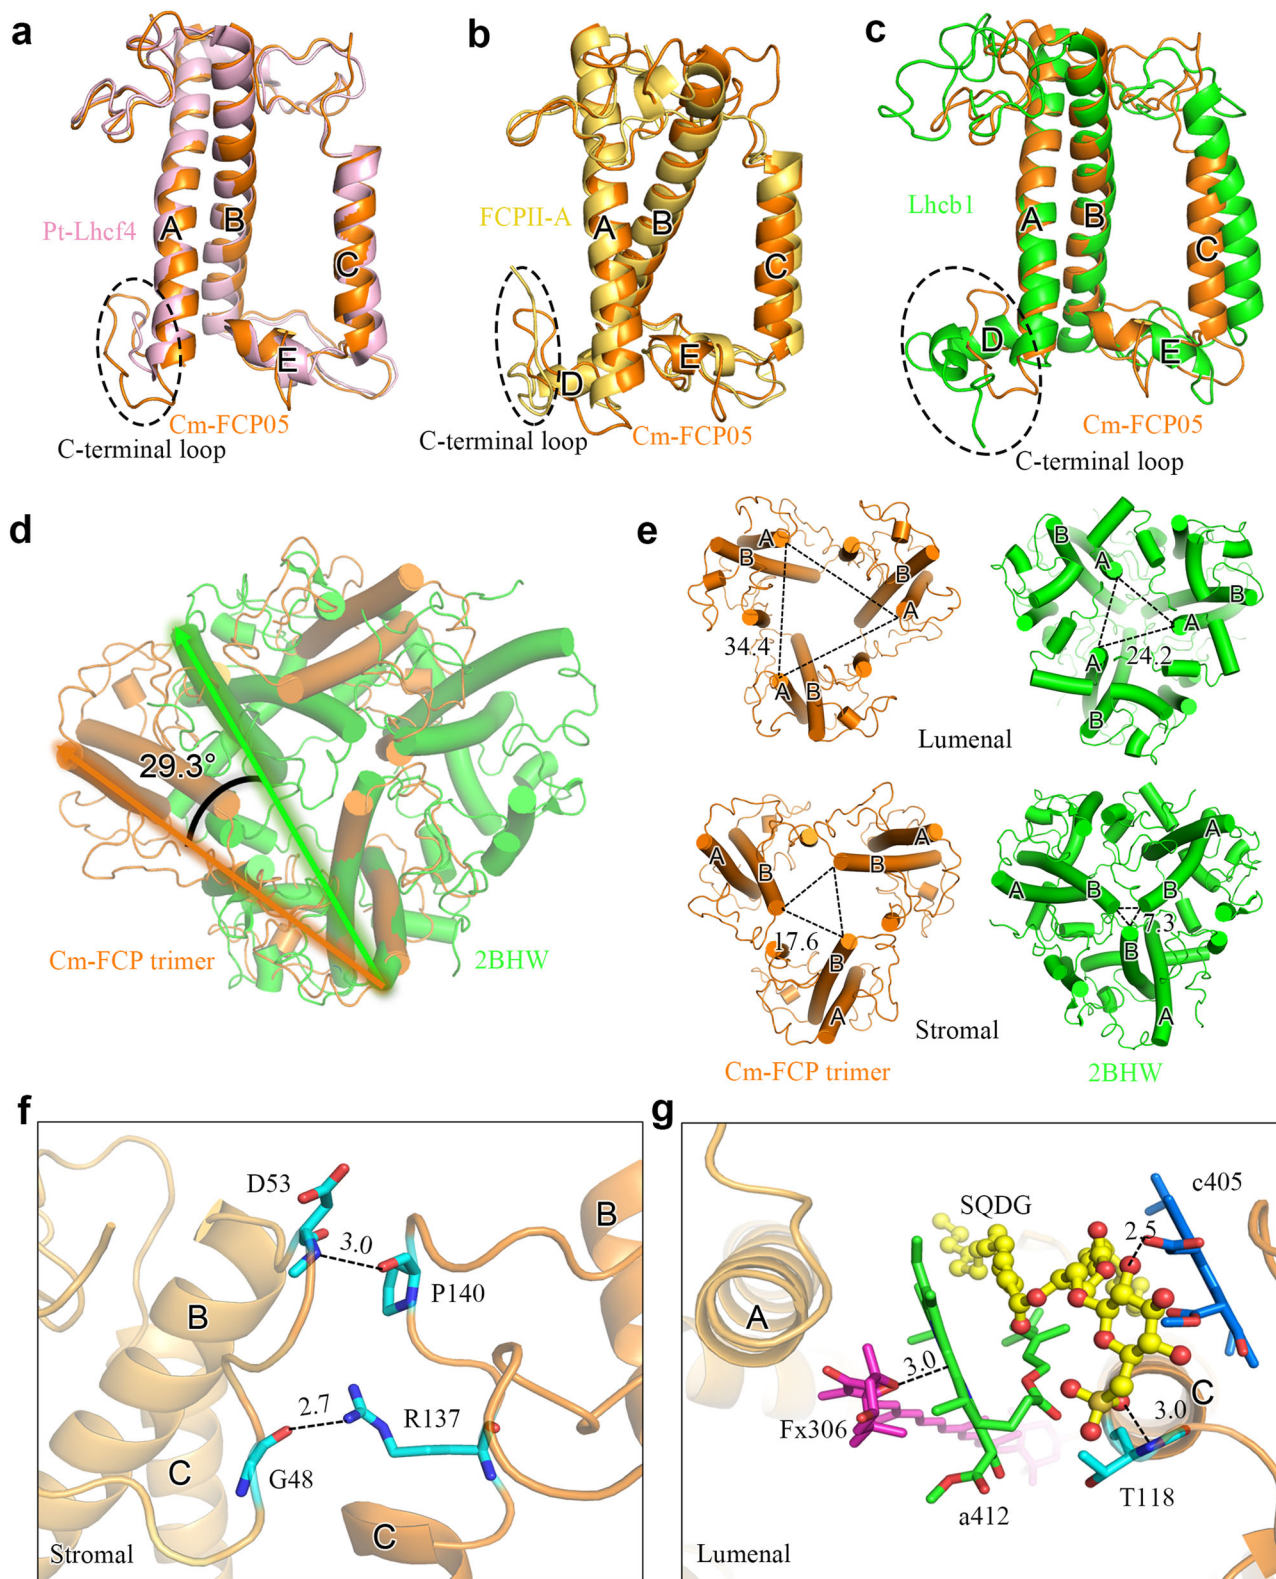 a
Pt-Lhcf4
A
B
C
E
Cm-FCP05
C-terminal loop
b
FCPII-A
A
B
C
D
E
Cm-FCP05
C-terminal loop
c
Lhcb1
A
B
C
D
E
Cm-FCP05
C-terminal loop
d
29.3°
Cm-FCP trimer
2BHW
e
A
B
B
A
34.4
A
B
B
A
B
A
A
24.2
B
Lumenal
A
B
A
B
17.6
B
A
A
A
B
B
7.3
B
A
Stromal
Cm-FCP trimer
2BHW
f
D53
3.0
B
P140
B
2.7
R137
C
G48
C
Stromal
g
SQDG
c405
2.5
A
3.0
Fx306
C
3.0
T118
a412
Lumenal